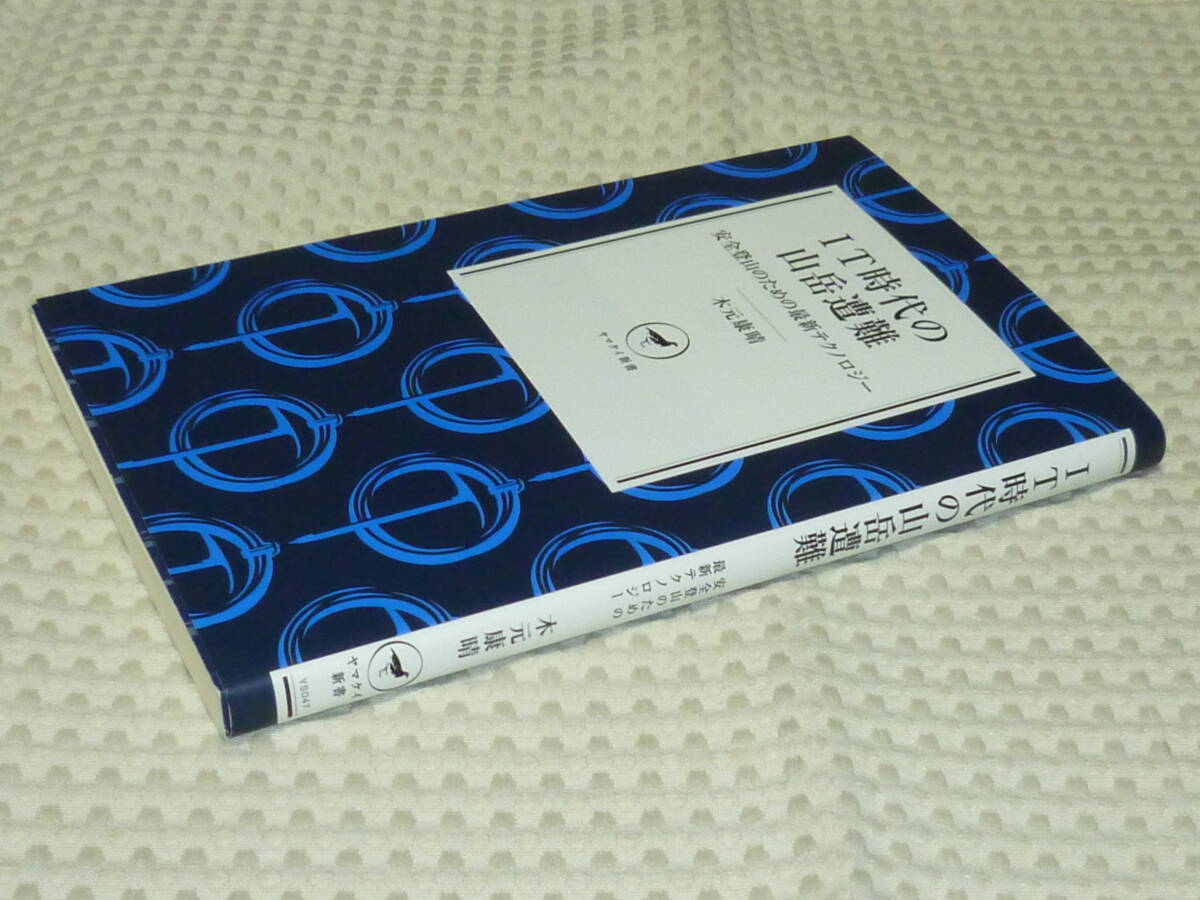 IT時代の
山岳遭難
安全登山のための最新テクノロジー
木元康晴
ヤマケイ新書
IT時代の山岳遭難
安全登山のための
最新テクノロジー
木元康晴
ヤマケイ
新書
YS047